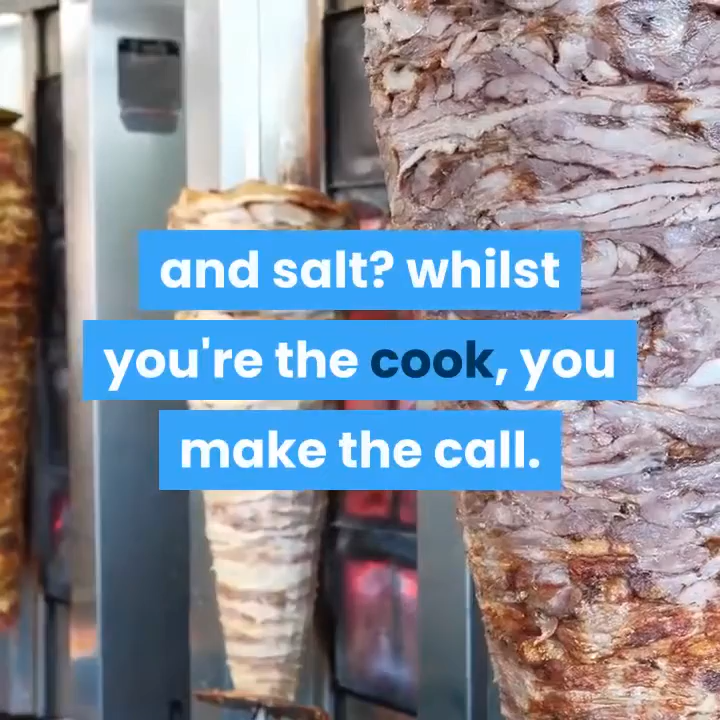 and salt? whilst
you're the cook, you
make the call.